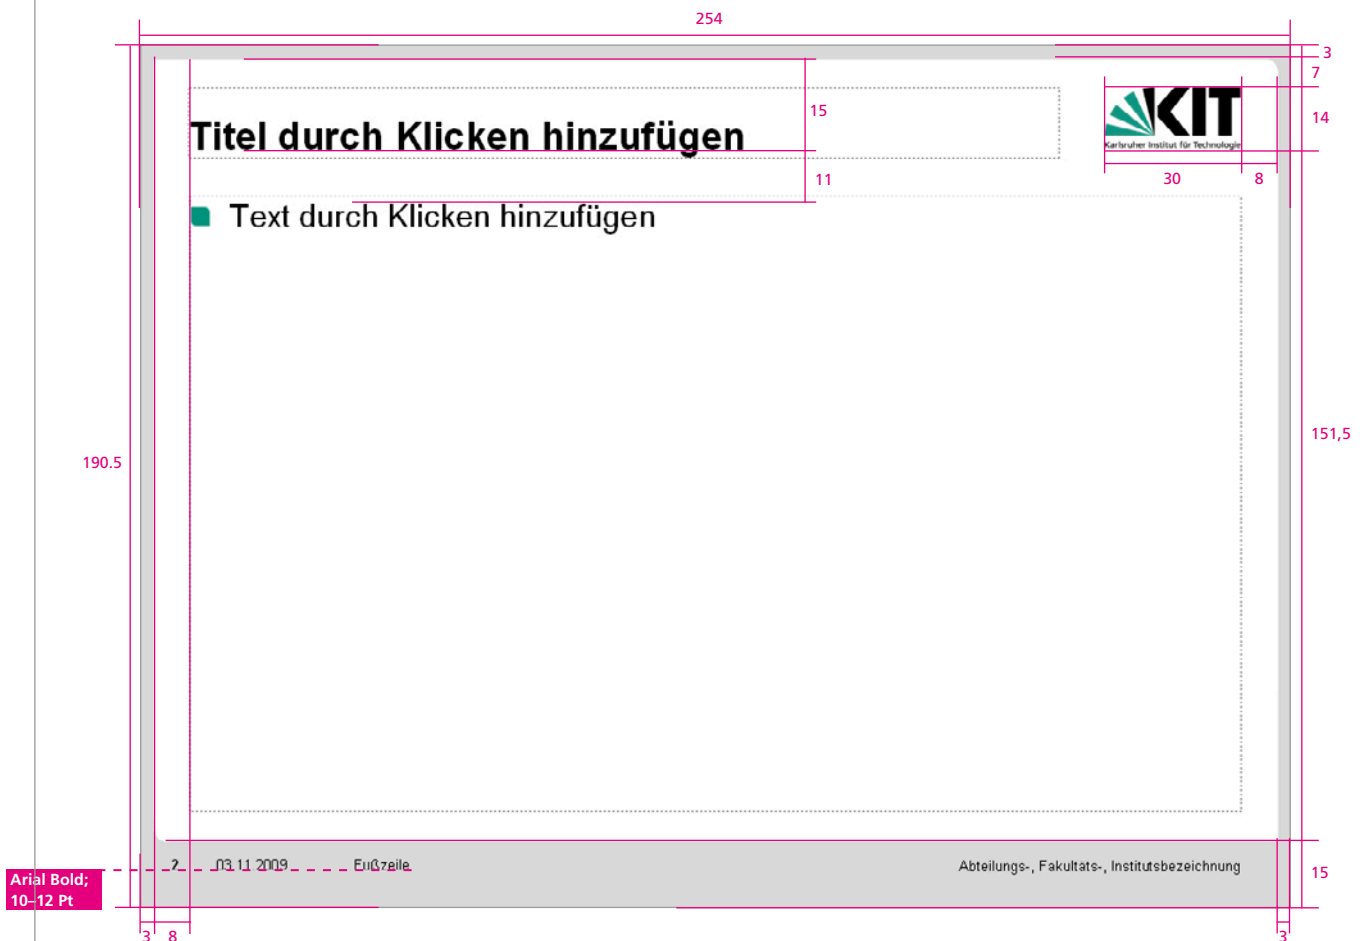 254
3
7
15
14
KIT
Karlsruher Institut für Technologie
Titel durch Klicken hinzufügen
11
30
8
Text durch Klicken hinzufügen
151,5
190.5
2
03.11.2009
Fußzeile
Abteilungs-, Fakultäts-, Institutsbezeichnung
15
Arial Bold;
10–12 Pt
3
8
3